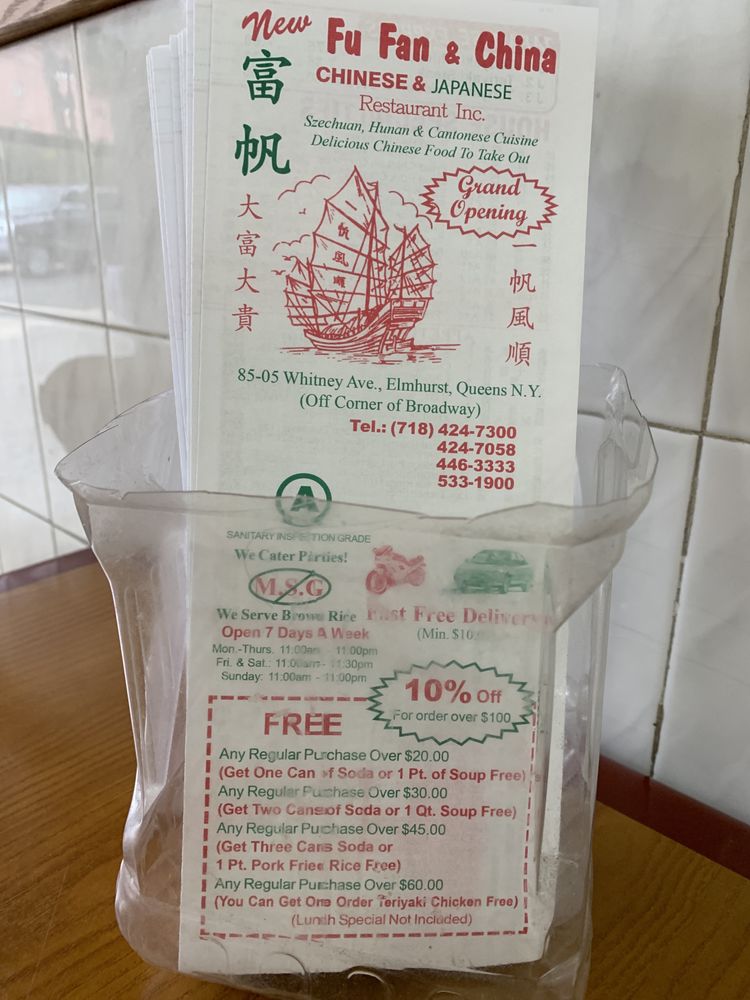 New
Fu Fan & China
富帆
CHINESE & JAPANESE
Restaurant Inc.
Szechuan, Hunan & Cantonese Cuisine
Delicious Chinese Food To Take Out
Grand
Opening
大富大貴
一帆風順
帆風順
85-05 Whitney Ave., Elmhurst, Queens N.Y.
(Off Corner of Broadway)
Tel.: (718) 424-7300
424-7058
446-3333
533-1900
A
SANITARY INSPECTION GRADE
We Cater Parties!
M.S.G
We Serve Brown Rice
Fast Free Delivery
Open 7 Days A Week
(Min. $10
Mon.-Thurs. 11:00am - 11:00pm
Fri. & Sat.: 11:00am - 11:30pm
Sunday: 11:00am - 11:00pm
10% Off
For order over $100
FREE
Any Regular Purchase Over $20.00
(Get One Can of Soda or 1 Pt. of Soup Free)
Any Regular Purchase Over $30.00
(Get Two Cans of Soda or 1 Qt. Soup Free)
Any Regular Purchase Over $45.00
(Get Three Cans Soda or
1 Pt. Pork Fried Rice Free)
Any Regular Purchase Over $60.00
(You Can Get One Order Teriyaki Chicken Free)
(Lunch Special Not Included)